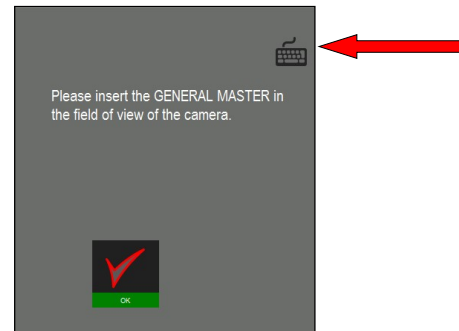 Please insert the GENERAL MASTER in
the field of view of the camera.
OK